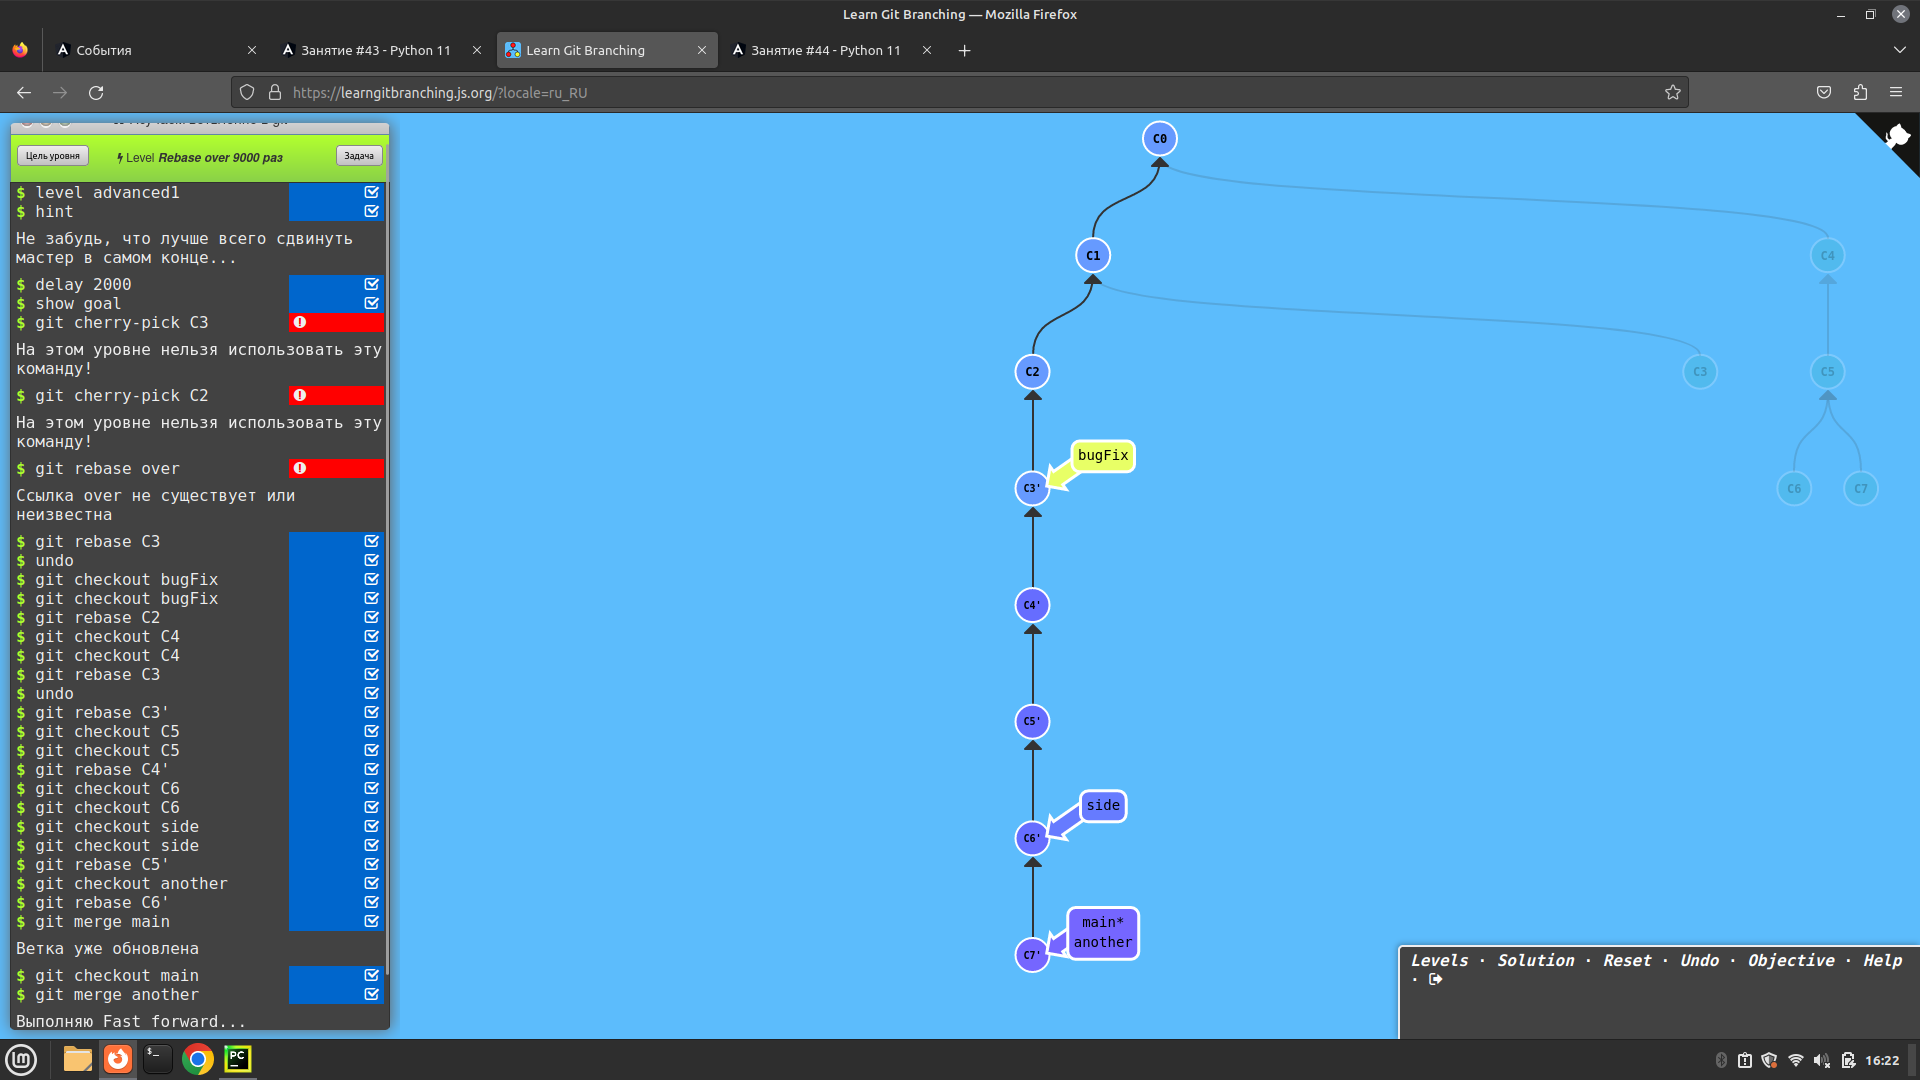 Learn Git Branching — Mozilla Firefox
События
Занятие #43 - Python 11
Learn Git Branching
Занятие #44 - Python 11
https://learngitbranching.js.org/?locale=ru_RU
Цель уровня
Level Rebase over 9000 раз
Задача
$ level advanced1
$ hint
Не забудь, что лучше всего сдвинуть
мастер в самом конце...
$ delay 2000
$ show goal
$ git cherry-pick C3
На этом уровне нельзя использовать эту
команду!
$ git cherry-pick C2
На этом уровне нельзя использовать эту
команду!
$ git rebase over
Ссылка over не существует или
неизвестна
$ git rebase C3
$ undo
$ git checkout bugFix
$ git checkout bugFix
$ git rebase C2
$ git checkout C4
$ git checkout C4
$ git rebase C3
$ undo
$ git rebase C3'
$ git checkout C5
$ git checkout C5
$ git rebase C4'
$ git checkout C6
$ git checkout C6
$ git checkout side
$ git checkout side
$ git rebase C5'
$ git checkout another
$ git rebase C6'
$ git merge main
Ветка уже обновлена
$ git checkout main
$ git merge another
Выполняю Fast forward...
C0
C1
C4
C2
C3
C5
bugFix
C3'
C6
C7
C4'
C5'
side
C6'
main*
another
C7'
Levels · Solution · Reset · Undo · Objective · Help
·
$_
PC
16:22